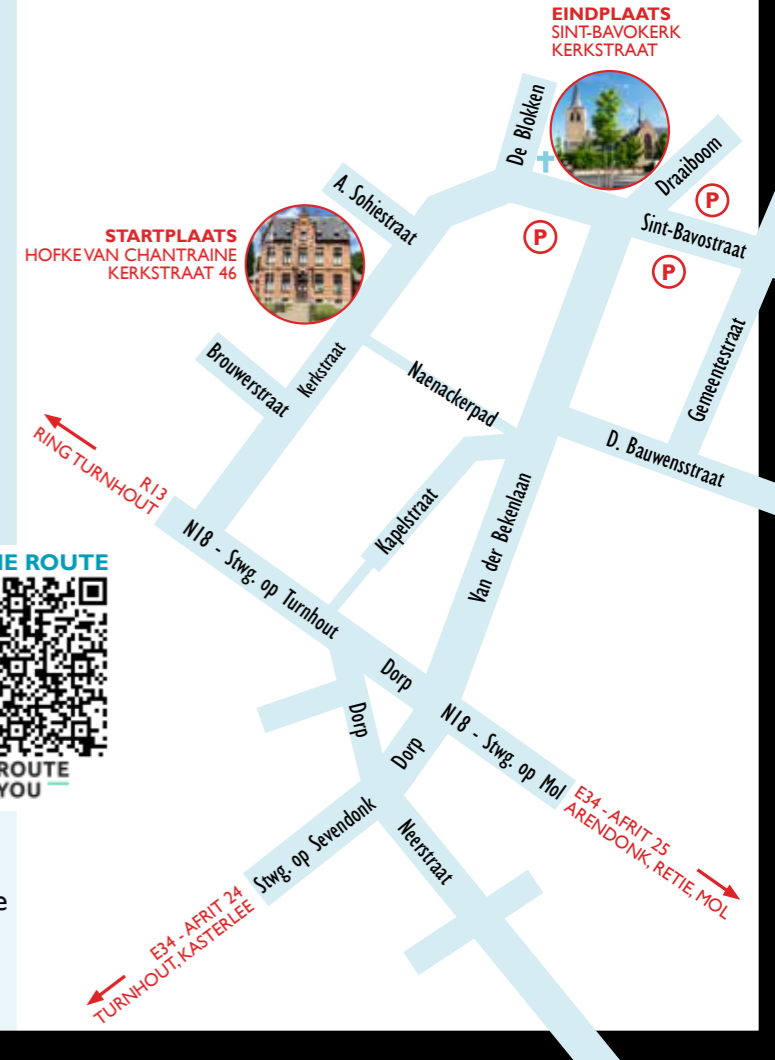 EINDPLAATS
SINT-BAVOKERK
KERKSTRAAT
De Blokken
Draaiboom
P
A. Sohiestraat
P
Sint-Bavostraat
P
STARTPLAATS
HOFKE VAN CHANTRAINE
KERKSTRAAT 46
Gemeentestraat
Brouwerstraat
Kerkstraat
Naenackerpad
D. Bauwensstraat
R13
RING TURNHOUT
Kapelstraat
Van der Bekenlaan
N18 - Stwg. op Turnhout
ROUTE
ROUTE
YOU
Dorp
Dorp
Dorp
N18 - Stwg. op Mol
E34 - AFRIT 25
ARENDONK, RETIE, MOL
Stwg. op Sevendonk
Neerstraat
E34 - AFRIT 24
TURNHOUT, KASTERLEE